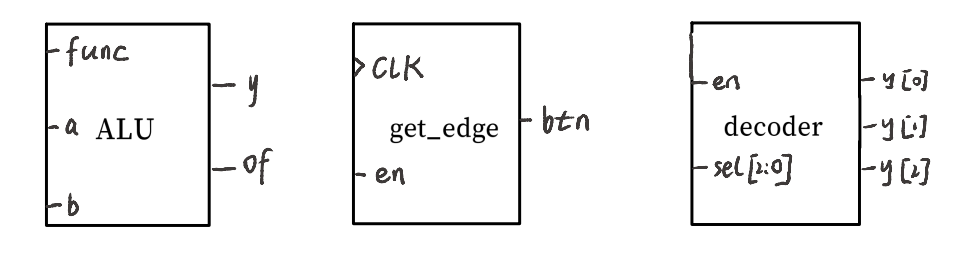 func
a ALU
b
y
of
CLK
get_edge
en
btn
en
decoder
sel[2:0]
y[0]
y[1]
y[2]